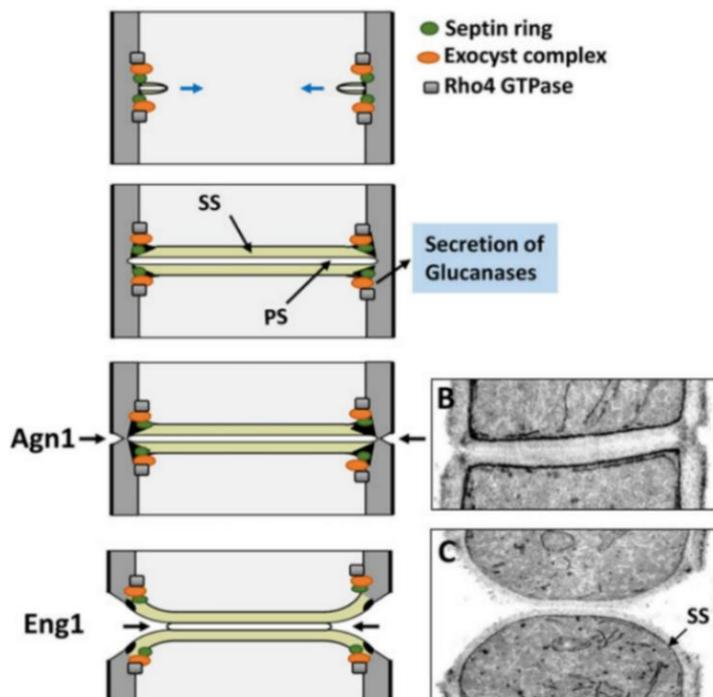 Septin ring
Exocyst complex
Rho4 GTPase
SS
Secretion of
Glucanases
PS
Agn1
B
Eng1
C
SS